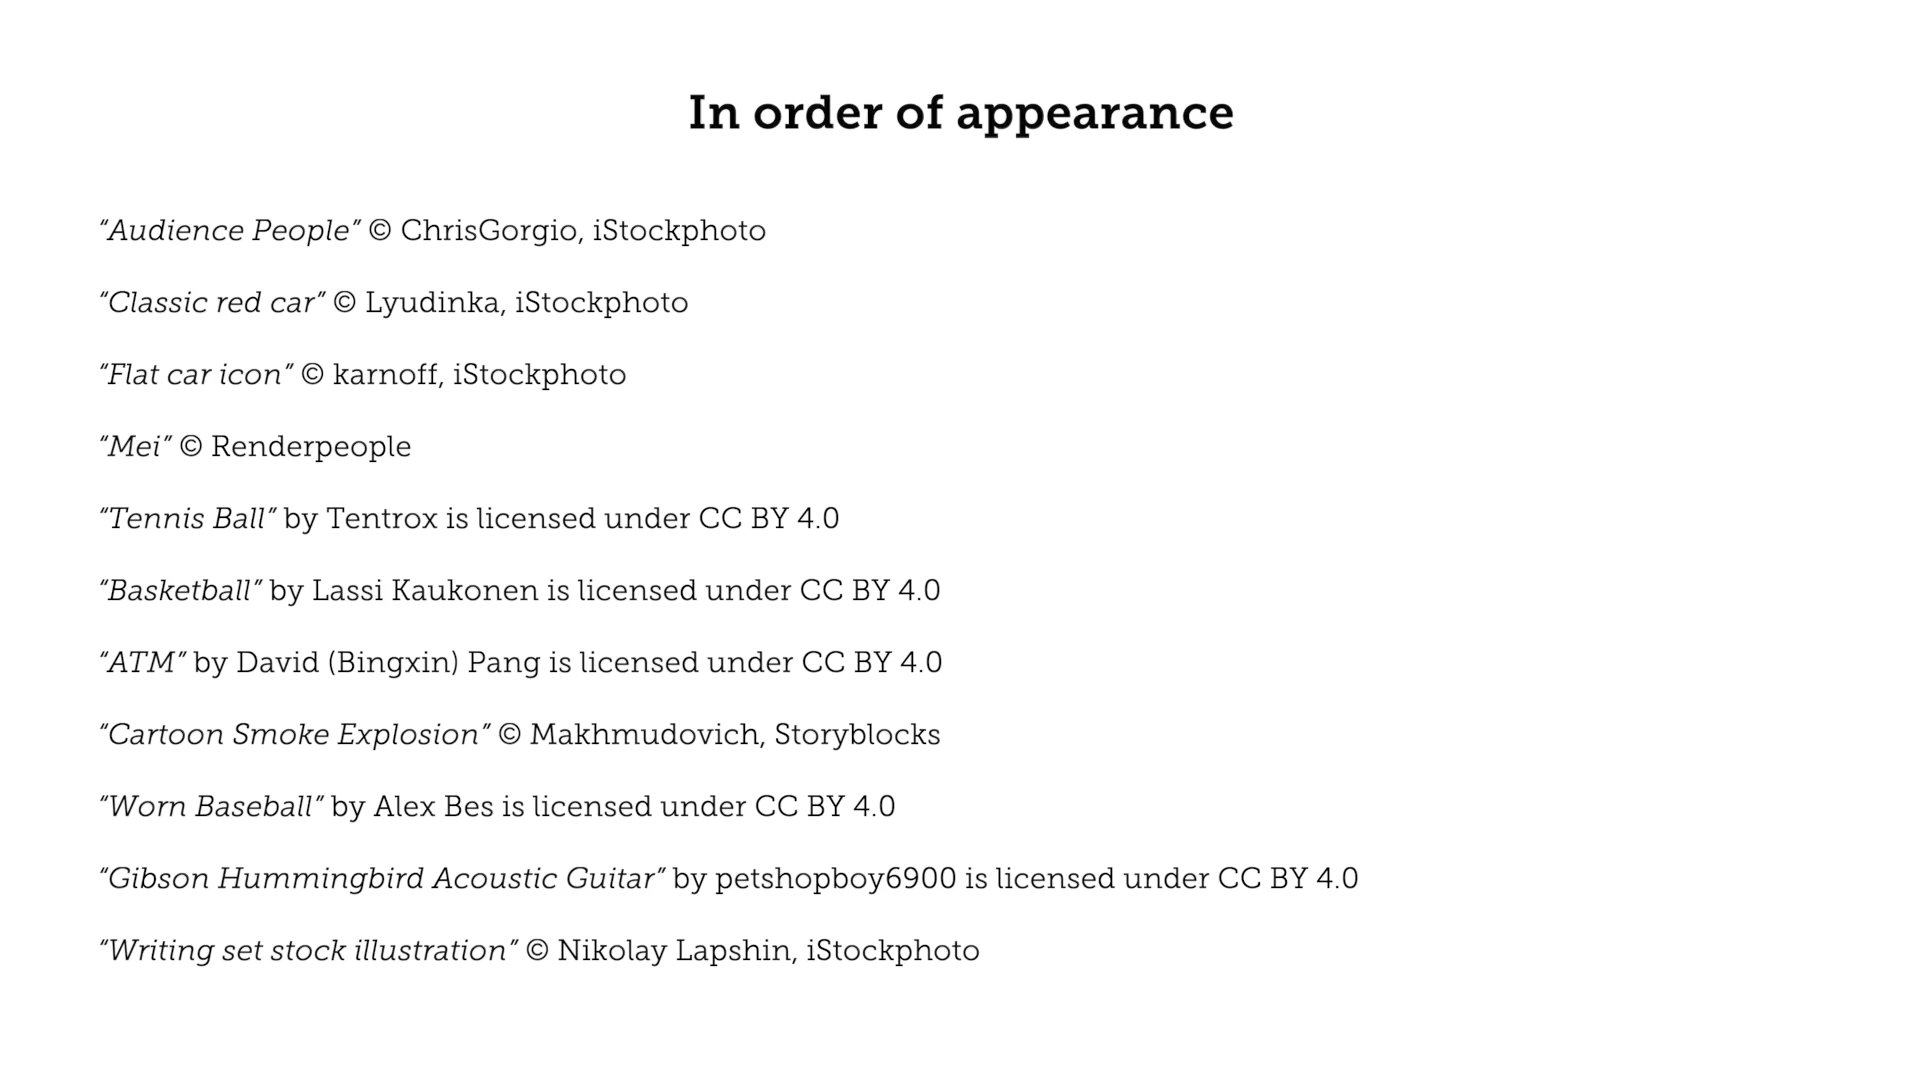 In order of appearance
“Audience People” © ChrisGorgio, iStockphoto
“Classic red car” © Lyudinka, iStockphoto
“Flat car icon” © karnoff, iStockphoto
“Mei” © Renderpeople
“Tennis Ball” by Tentrox is licensed under CC BY 4.0
“Basketball” by Lassi Kaukonen is licensed under CC BY 4.0
“ATM” by David (Bingxin) Pang is licensed under CC BY 4.0
“Cartoon Smoke Explosion” © Makhmudovich, Storyblocks
“Worn Baseball” by Alex Bes is licensed under CC BY 4.0
“Gibson Hummingbird Acoustic Guitar” by petshopboy6900 is licensed under CC BY 4.0
“Writing set stock illustration” © Nikolay Lapshin, iStockphoto